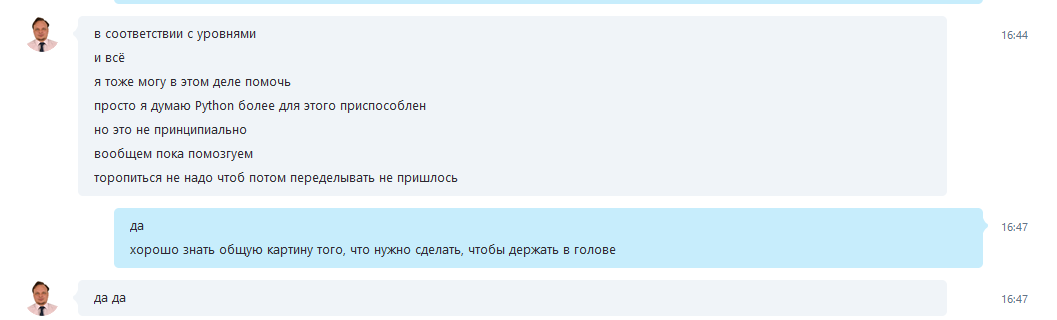 в соответствии с уровнями
16:44
и всё
я тоже могу в этом деле помочь
просто я думаю Python более для этого приспособлен
но это не принципиально
вообщем пока помозгуем
торопиться не надо чтоб потом переделывать не пришлось
да
16:47
хорошо знать общую картину того, что нужно сделать, чтобы держать в голове
да да
16:47